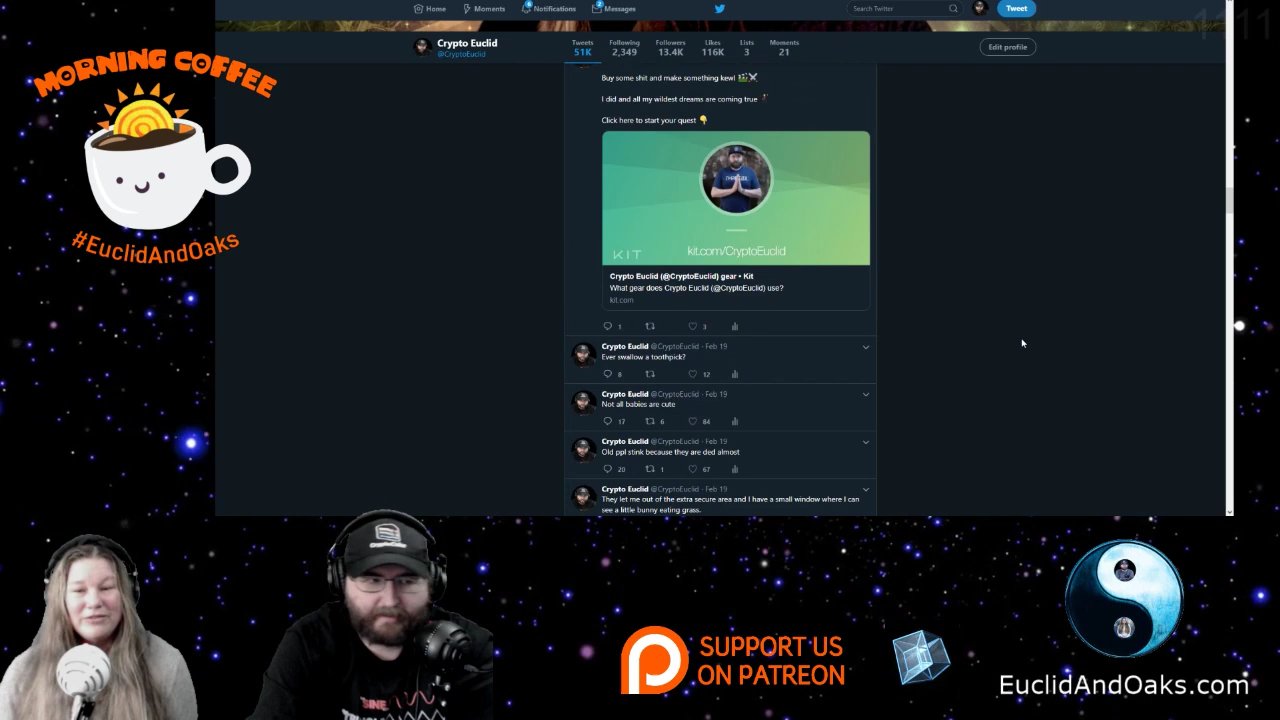 Home Moments Notifications Messages Search Twitter Tweet
MORNING COFFEE
#EuclidAndOaks
Crypto Euclid
@CryptoEuclid
Tweets Following Followers Likes Lists Moments
51K 2,349 13.4K 116K 3 21
Edit profile
Buy some shit and make something kew!
I did and all my wildest dreams are coming true
Click here to start your quest
KIT kit.com/CryptoEuclid
Crypto Euclid (@CryptoEuclid) gear • Kit
What gear does Crypto Euclid (@CryptoEuclid) use?
kit.com
1 3
Crypto Euclid @CryptoEuclid · Feb 19
Ever swallow a toothpick?
8 12
Crypto Euclid @CryptoEuclid · Feb 19
Not all babies are cute
17 6 84
Crypto Euclid @CryptoEuclid · Feb 19
Old ppl stink because they are ded almost
20 1 67
Crypto Euclid @CryptoEuclid · Feb 19
They let me out of the extra secure area and I have a small window where I can
see a little bunny eating grass.
SUPPORT US
ON PATREON
EuclidAndOaks.com